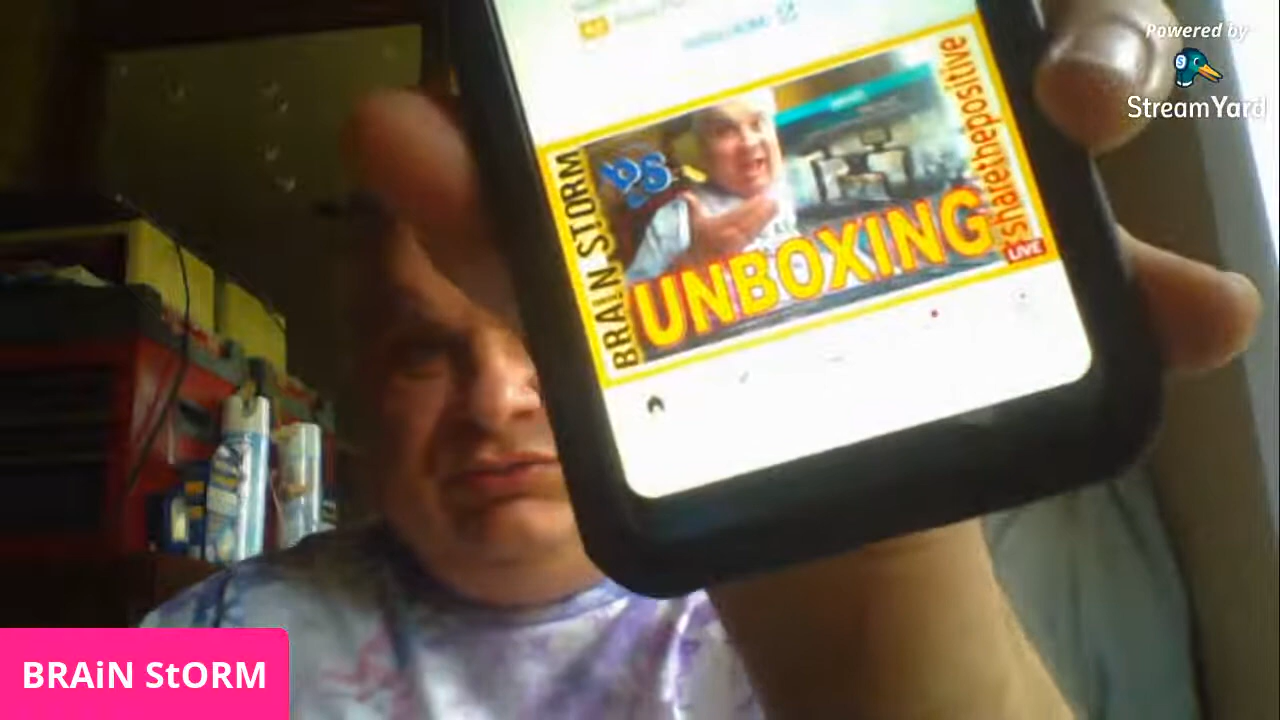 Powered by
StreamYard
BRAiN STORM
UNBOXING
#sharethepositive
LIVE
BRAiN StORM